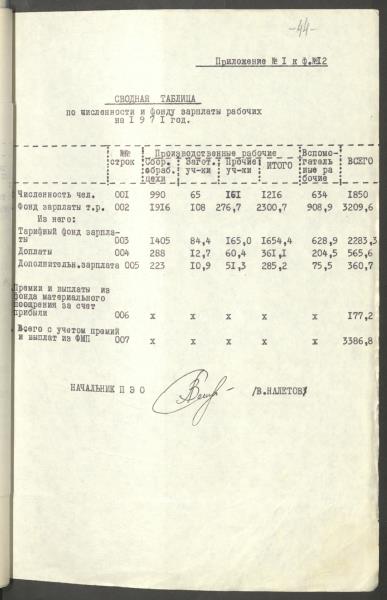 -44-
Приложение № I к ф.№I2
СВОДНАЯ ТАБЛИЦА
по численности и фонду зарплаты рабочих
на I97I год.
№№ строк Производственные рабочие Вспомогательные рабочие ВСЕГО
Сбор. обраб. цехи Загот. уч-ки Прочие уч-ки ИТОГО
Численность чел. 00I 990 65 I6I I2I6 634 I850
Фонд зарплаты т.р. 002 I9I6 I08 276,7 2300,7 908,9 3209,6
Из него:
Тарифный фонд зарпла-
ты 003 I405 84,4 I65,0 I654,4 628,9 2283,3
Доплаты 004 288 I2,7 60,4 36I,I 204,5 565,6
Дополнительн.зарплата 005 223 I0,9 5I,3 285,2 75,5 360,7
Премии и выплаты из
фонда материального
поощрения за счет
прибыли 006 х х х х х I77,2
Всего с учетом премий
и выплат из ФМП 007 х х х х х 3386,8
НАЧАЛЬНИК ПЭО /В.НАЛЕТОВ/